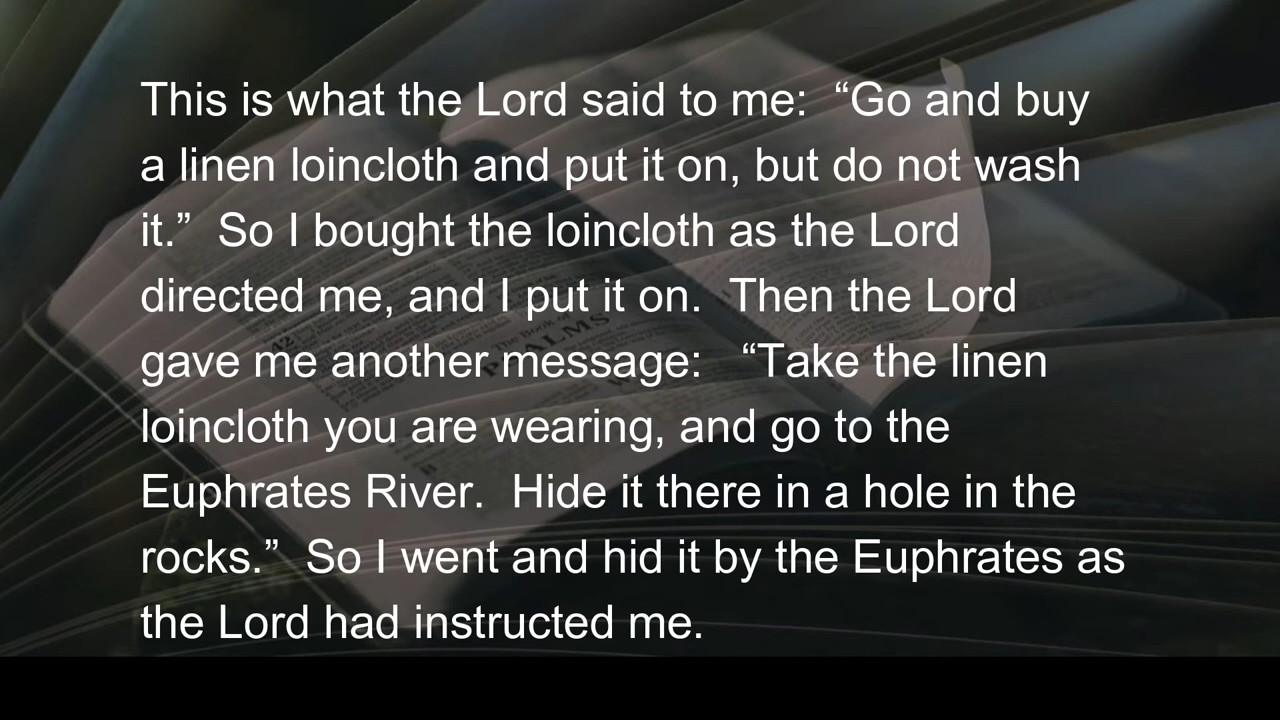 This is what the Lord said to me:  “Go and buy
a linen loincloth and put it on, but do not wash
it.”  So I bought the loincloth as the Lord
directed me, and I put it on.  Then the Lord
gave me another message:   “Take the linen
loincloth you are wearing, and go to the
Euphrates River.  Hide it there in a hole in the
rocks.”  So I went and hid it by the Euphrates as
the Lord had instructed me.
42
The Book
PSALMS